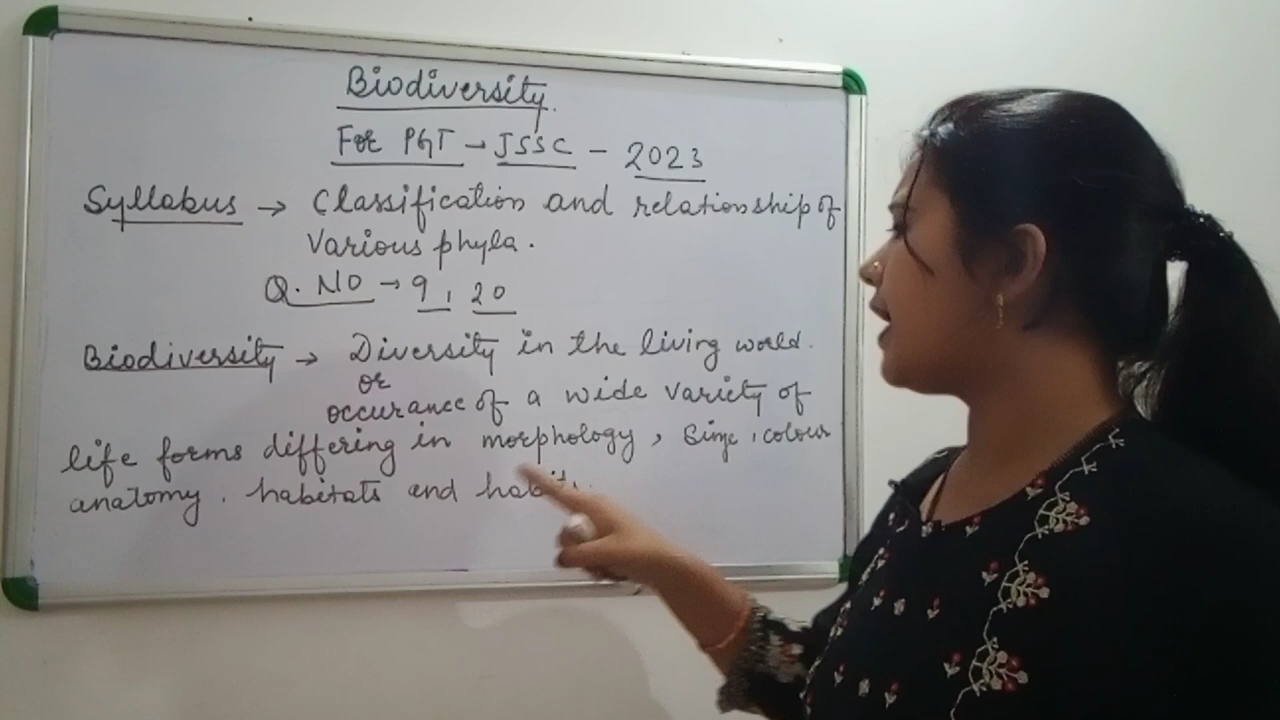 Biodiversity.
For PGT → JSSC - 2023
Syllabus → Classification and relationship of
Various phyla.
Q. NO → 9, 20
Biodiversity → Diversity in the living world.
or
occurance of a wide variety of
life forms differing in morphology, Size, colour
anatomy, habitats and habits.